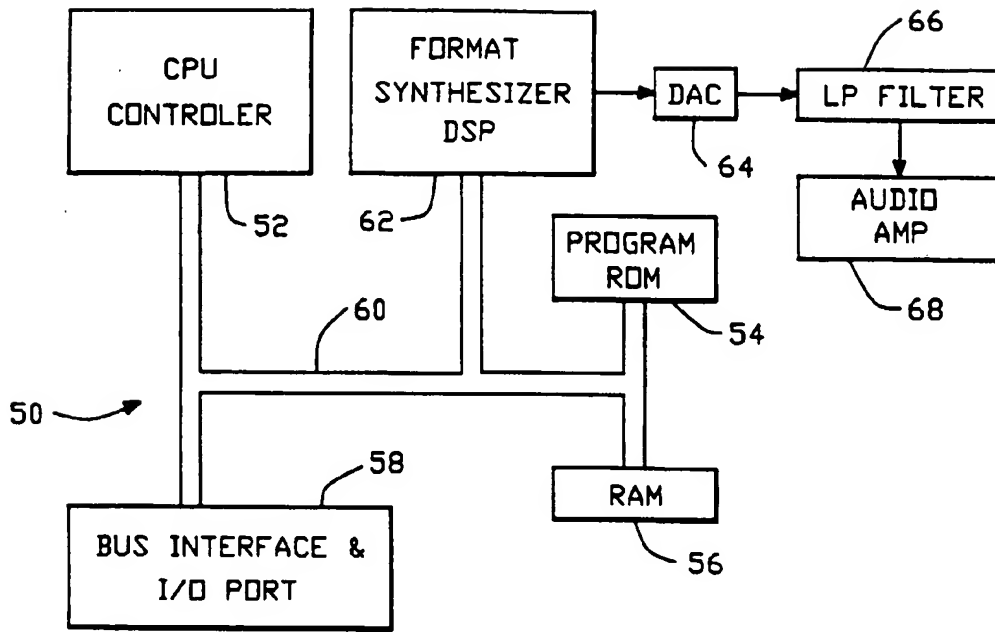 CPU
CONTROLER
52
FORMAT
SYNTHESIZER
DSP
62
DAC
64
66
LP FILTER
AUDIO
AMP
68
PROGRAM
ROM
54
60
50
58
BUS INTERFACE &
I/O PORT
RAM
56